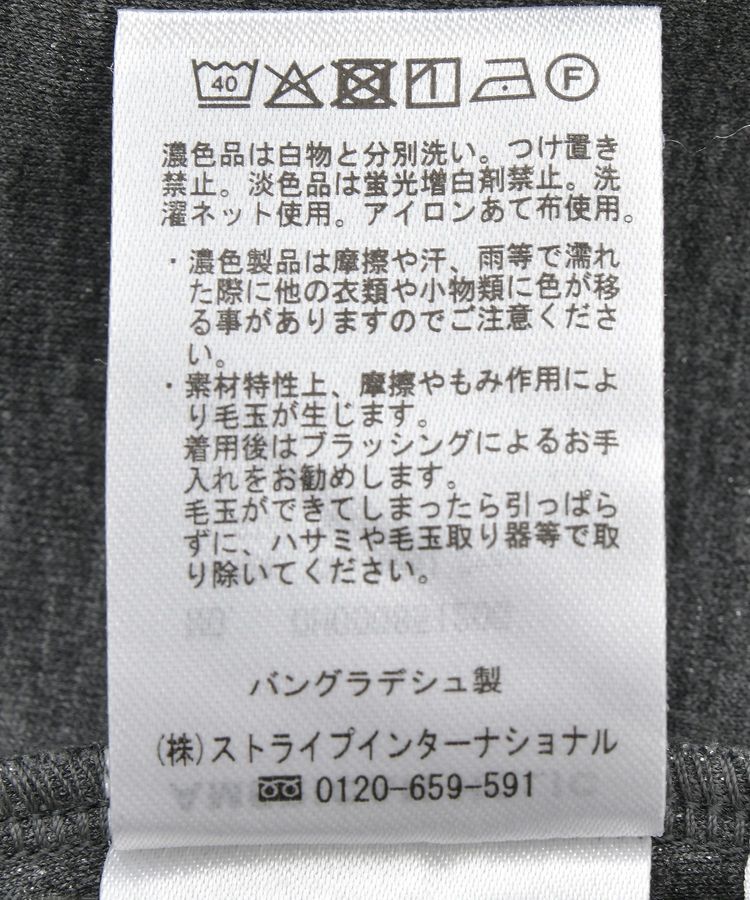 40
F
濃色品は白物と分別洗い。つけ置き
禁止。淡色品は蛍光増白剤禁止。洗
濯ネット使用。アイロンあて布使用。
・濃色製品は摩擦や汗、雨等で濡れ
た際に他の衣類や小物類に色が移
る事がありますのでご注意くださ
い。
・素材特性上、摩擦やもみ作用によ
り毛玉が生じます。
着用後はブラッシングによるお手
入れをお勧めします。
毛玉ができてしまったら引っぱら
ずに、ハサミや毛玉取り器等で取
り除いてください。
バングラデシュ製
(株)ストライプインターナショナル
0120-659-591